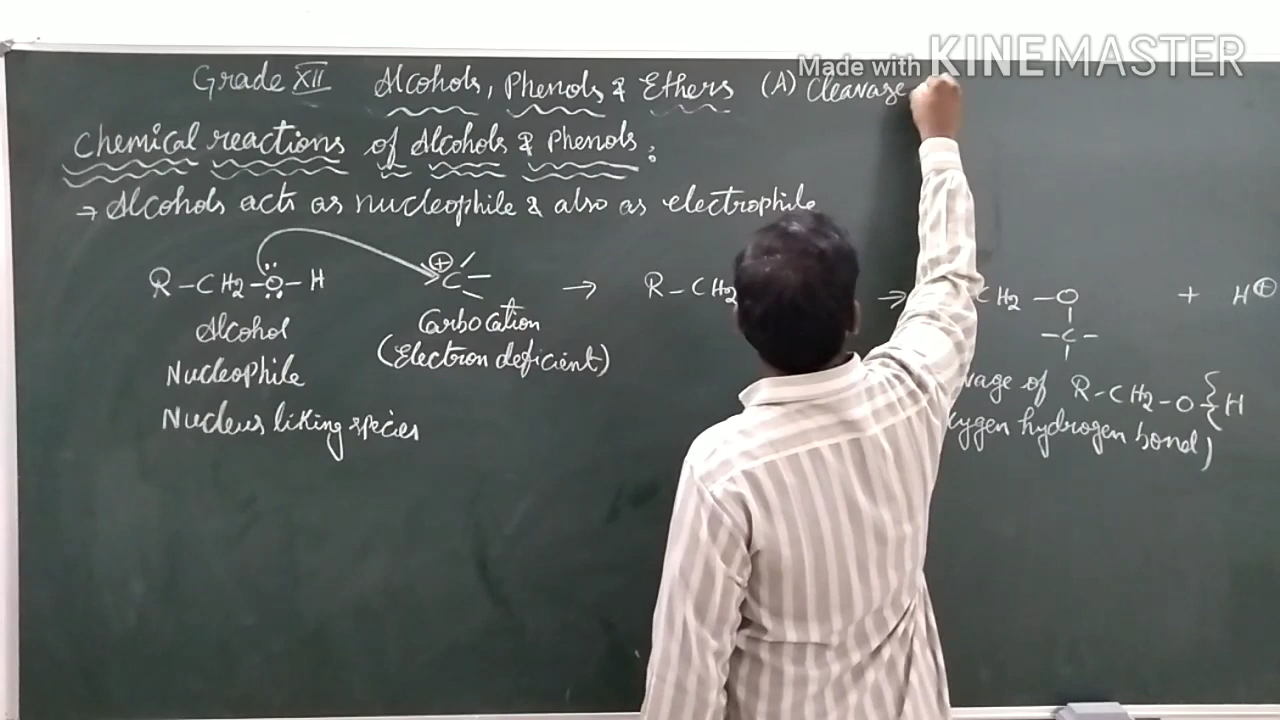 Made with KINEMASTER
Grade XII Alcohols, Phenols & Ethers (A) Cleavage
Chemical reactions of Alcohols & Phenols:
→ Alcohols acts as nucleophile & also as electrophile
R-CH2-O-H ⊕C → R-CH2 → CH2-O + H⊕
-C-
Alcohol
Nucleophile
Nucleus liking species
Carbocation
(Electron deficient)
of R-CH2-O-H
hydrogen bond)